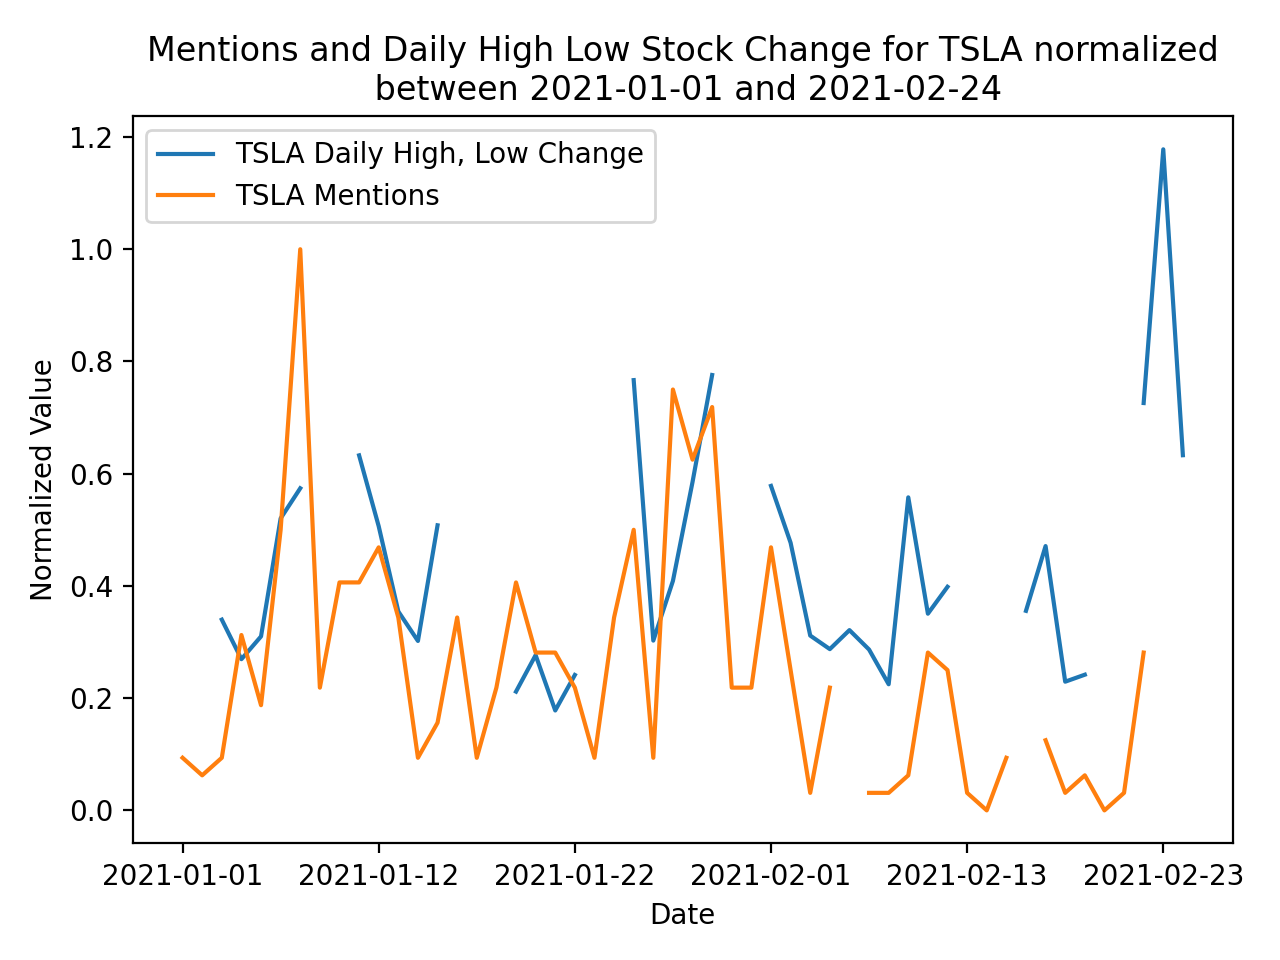 Mentions and Daily High Low Stock Change for TSLA normalized
between 2021-01-01 and 2021-02-24
TSLA Daily High, Low Change
TSLA Mentions
1.2
1.0
0.8
0.6
0.4
0.2
0.0
Normalized Value
2021-01-01 2021-01-12 2021-01-22 2021-02-01 2021-02-13 2021-02-23
Date